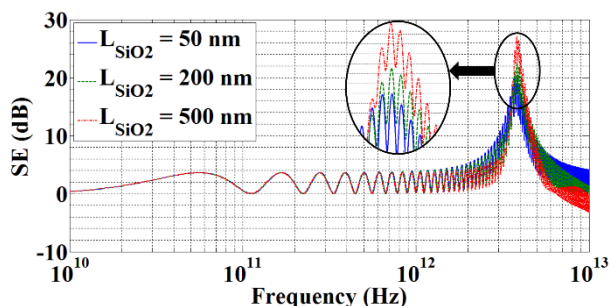 30
20
10
0
-10
SE (dB)
L_SiO2 = 50 nm
L_SiO2 = 200 nm
L_SiO2 = 500 nm
10^10
10^11
10^12
10^13
Frequency (Hz)